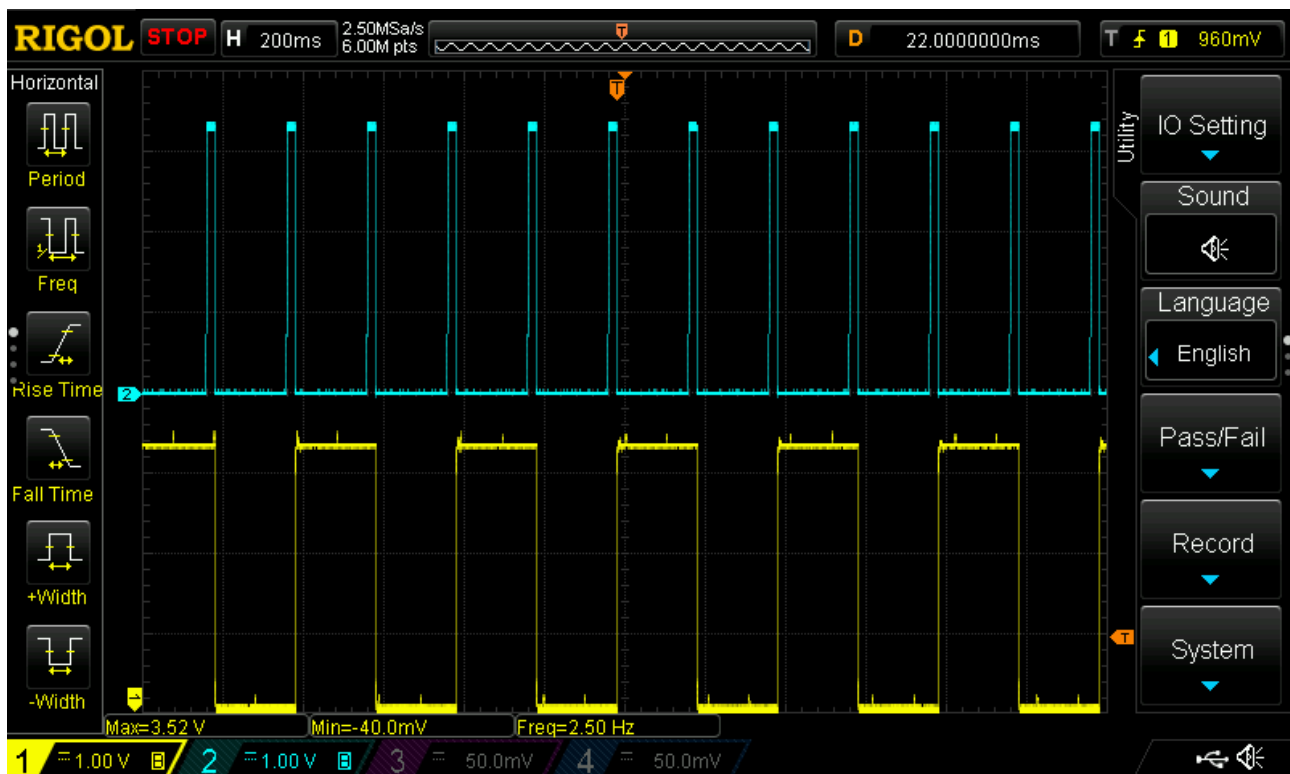 RIGOL STOP H 200ms 2.50MSa/s D 22.0000000ms T 1 960mV
6.00M pts
Horizontal
Period
Freq
Rise Time
Fall Time
+Width
-Width
T
2
T
Utility
IO Setting
Sound
Language
English
Pass/Fail
Record
System
Max=3.52 V Min=-40.0mV Freq=2.50 Hz
1 1.00 V B 2 1.00 V B 3 50.0mV 4 50.0mV